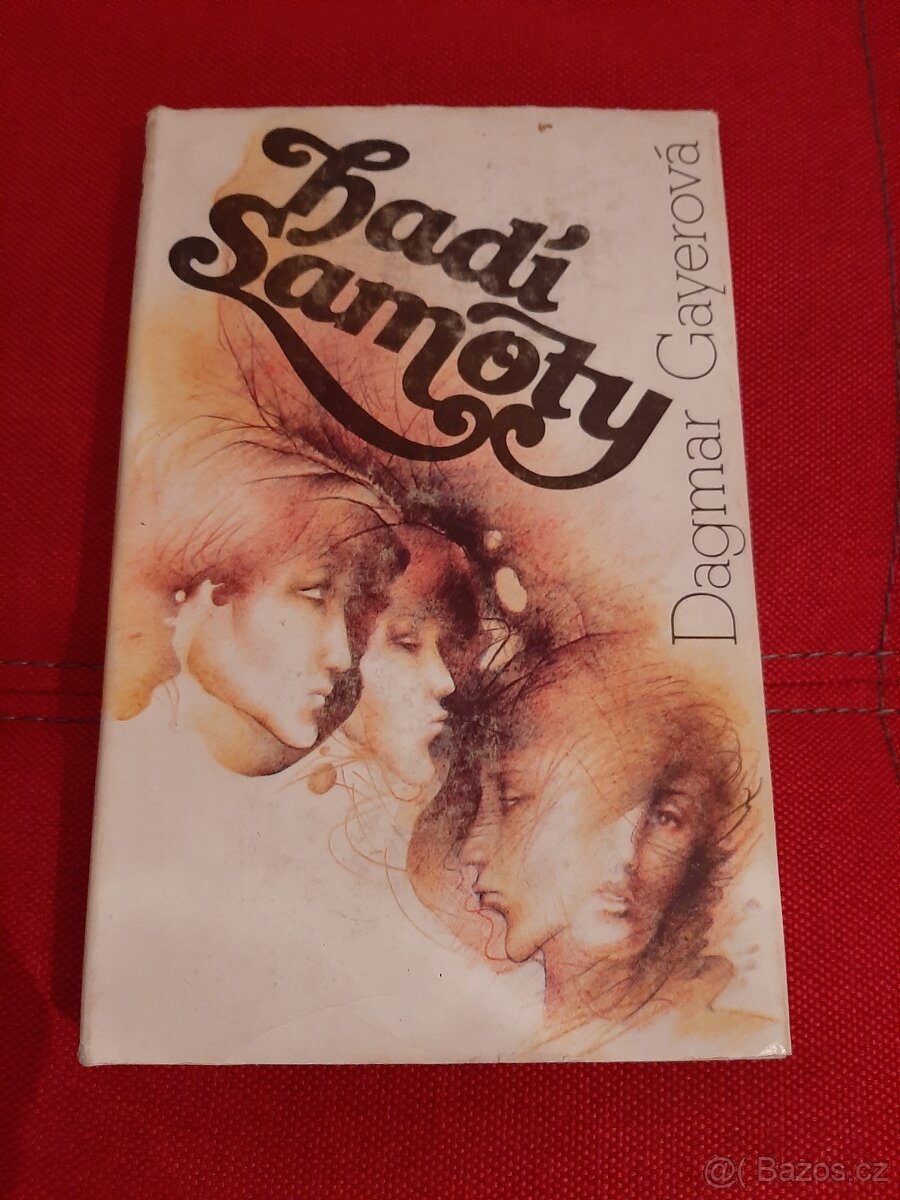 hadí
Samoty
Dagmar Gayerová
@( Bazos.cz